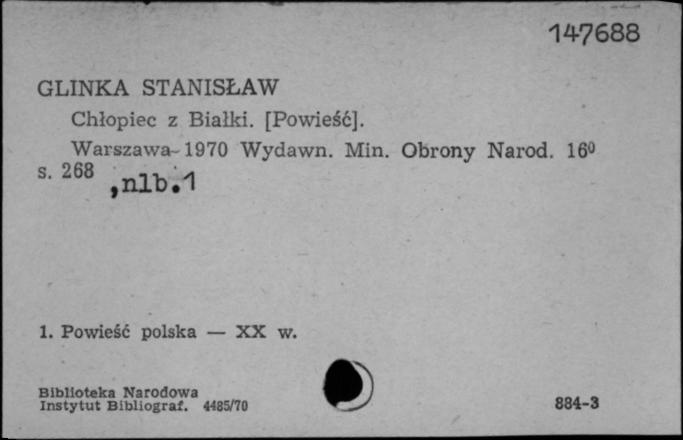 147688
GLINKA STANISŁAW
Chłopiec z Białki. [Powieść].
Warszawa 1970 Wydawn. Min. Obrony Narod. 16⁰
s. 268 ,nlb.1
1. Powieść polska — XX w.
Biblioteka Narodowa
Instytut Bibliograf. 4485/70
884-3